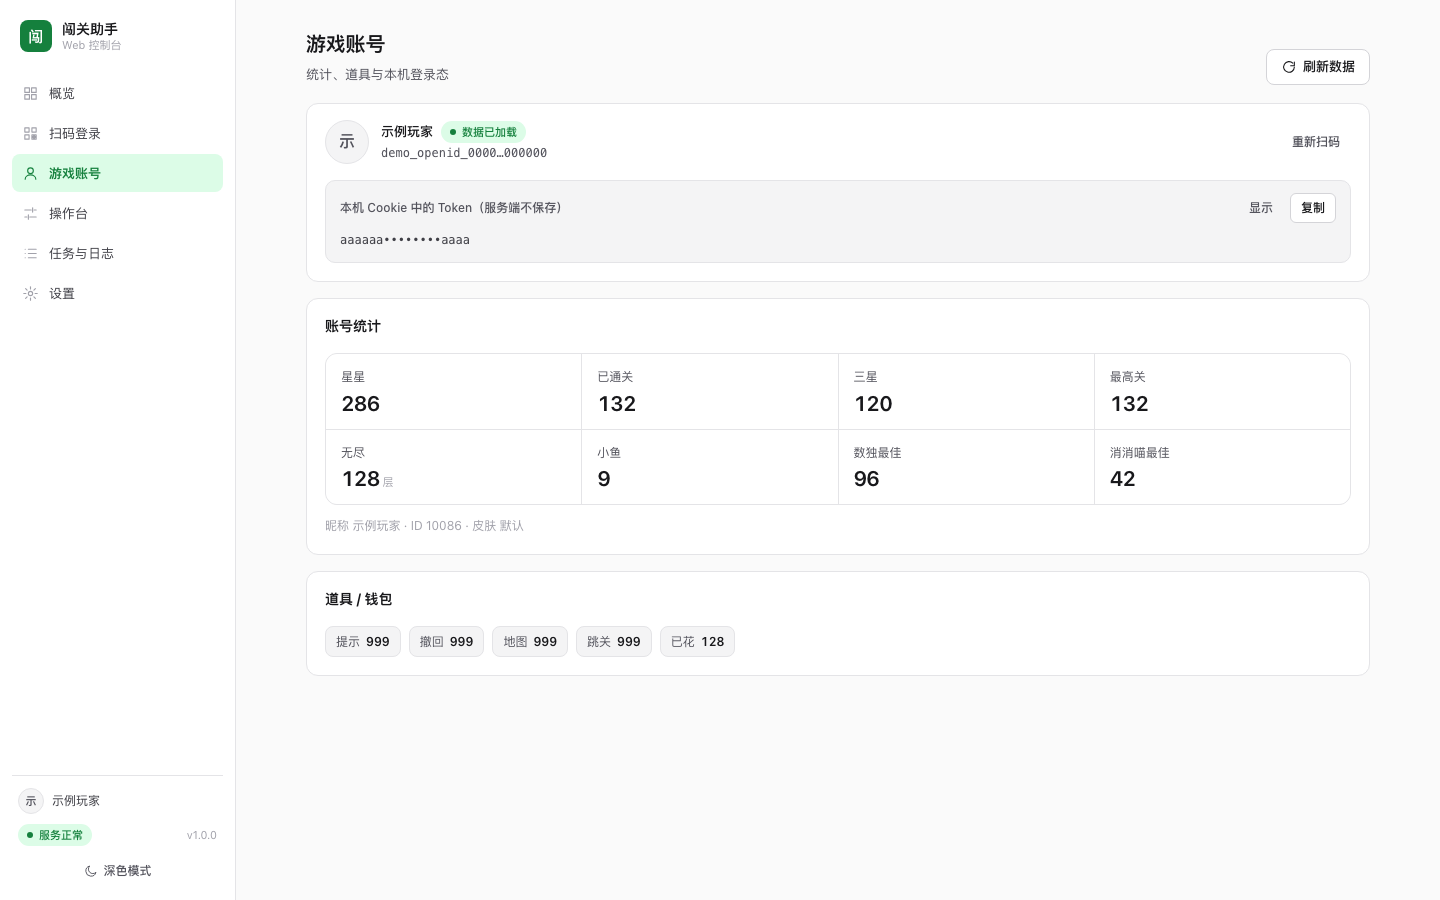 闯
闯关助手
Web 控制台
概览
扫码登录
游戏账号
操作台
任务与日志
设置
示
示例玩家
服务正常
v1.0.0
深色模式
游戏账号
统计、道具与本机登录态
刷新数据
示
示例玩家
数据已加载
demo_openid_0000…000000
重新扫码
本机 Cookie 中的 Token（服务端不保存）
显示
复制
aaaaaa••••••••aaaa
账号统计
星星
286
已通关
132
三星
120
最高关
132
无尽
128 层
小鱼
9
数独最佳
96
消消喵最佳
42
昵称 示例玩家 · ID 10086 · 皮肤 默认
道具 / 钱包
提示 999
撤回 999
地图 999
跳关 999
已花 128